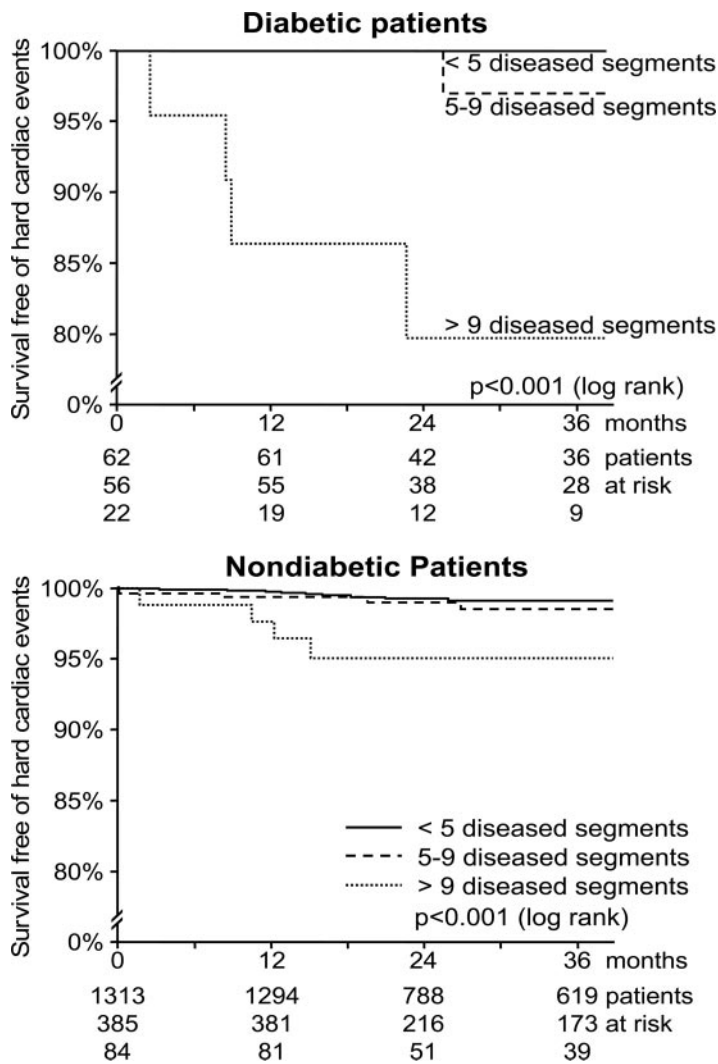 Diabetic patients
Survival free of hard cardiac events
100%
95%
90%
85%
80%
0%
< 5 diseased segments
5-9 diseased segments
> 9 diseased segments
p<0.001 (log rank)
0 12 24 36 months
62 61 42 36 patients
56 55 38 28 at risk
22 19 12 9
Nondiabetic Patients
Survival free of hard cardiac events
100%
95%
90%
85%
80%
0%
< 5 diseased segments
5-9 diseased segments
> 9 diseased segments
p<0.001 (log rank)
0 12 24 36 months
1313 1294 788 619 patients
385 381 216 173 at risk
84 81 51 39